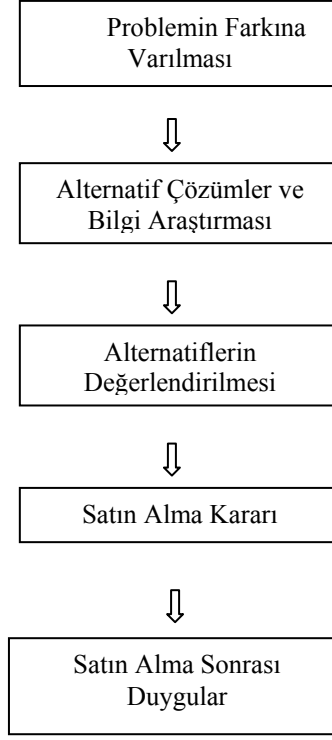 Problemin Farkına
Varılması
Alternatif Çözümler ve
Bilgi Araştırması
Alternatiflerin
Değerlendirilmesi
Satın Alma Kararı
Satın Alma Sonrası
Duygular